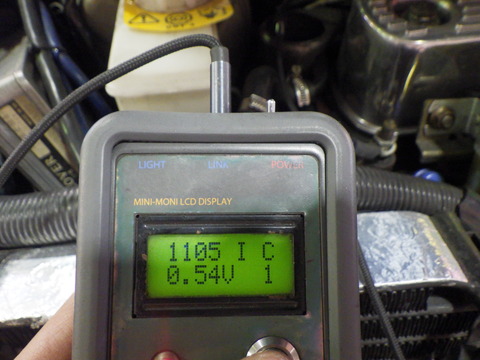 LIGHT LINK POWER
MINI-MONI LCD DISPLAY
1105 I C
0.54V 1